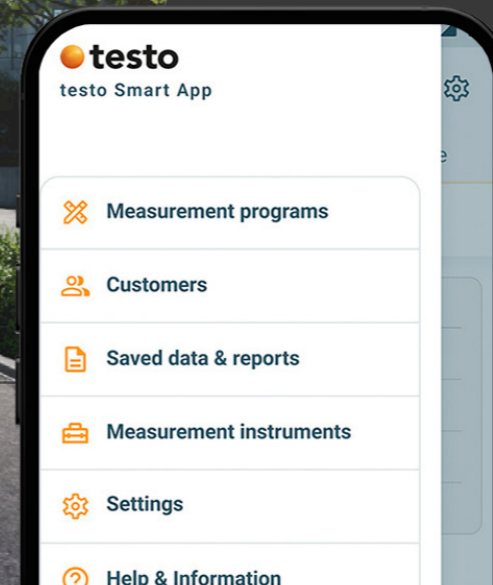 testo
testo Smart App
Measurement programs
Customers
Saved data & reports
Measurement instruments
Settings
Help & Information